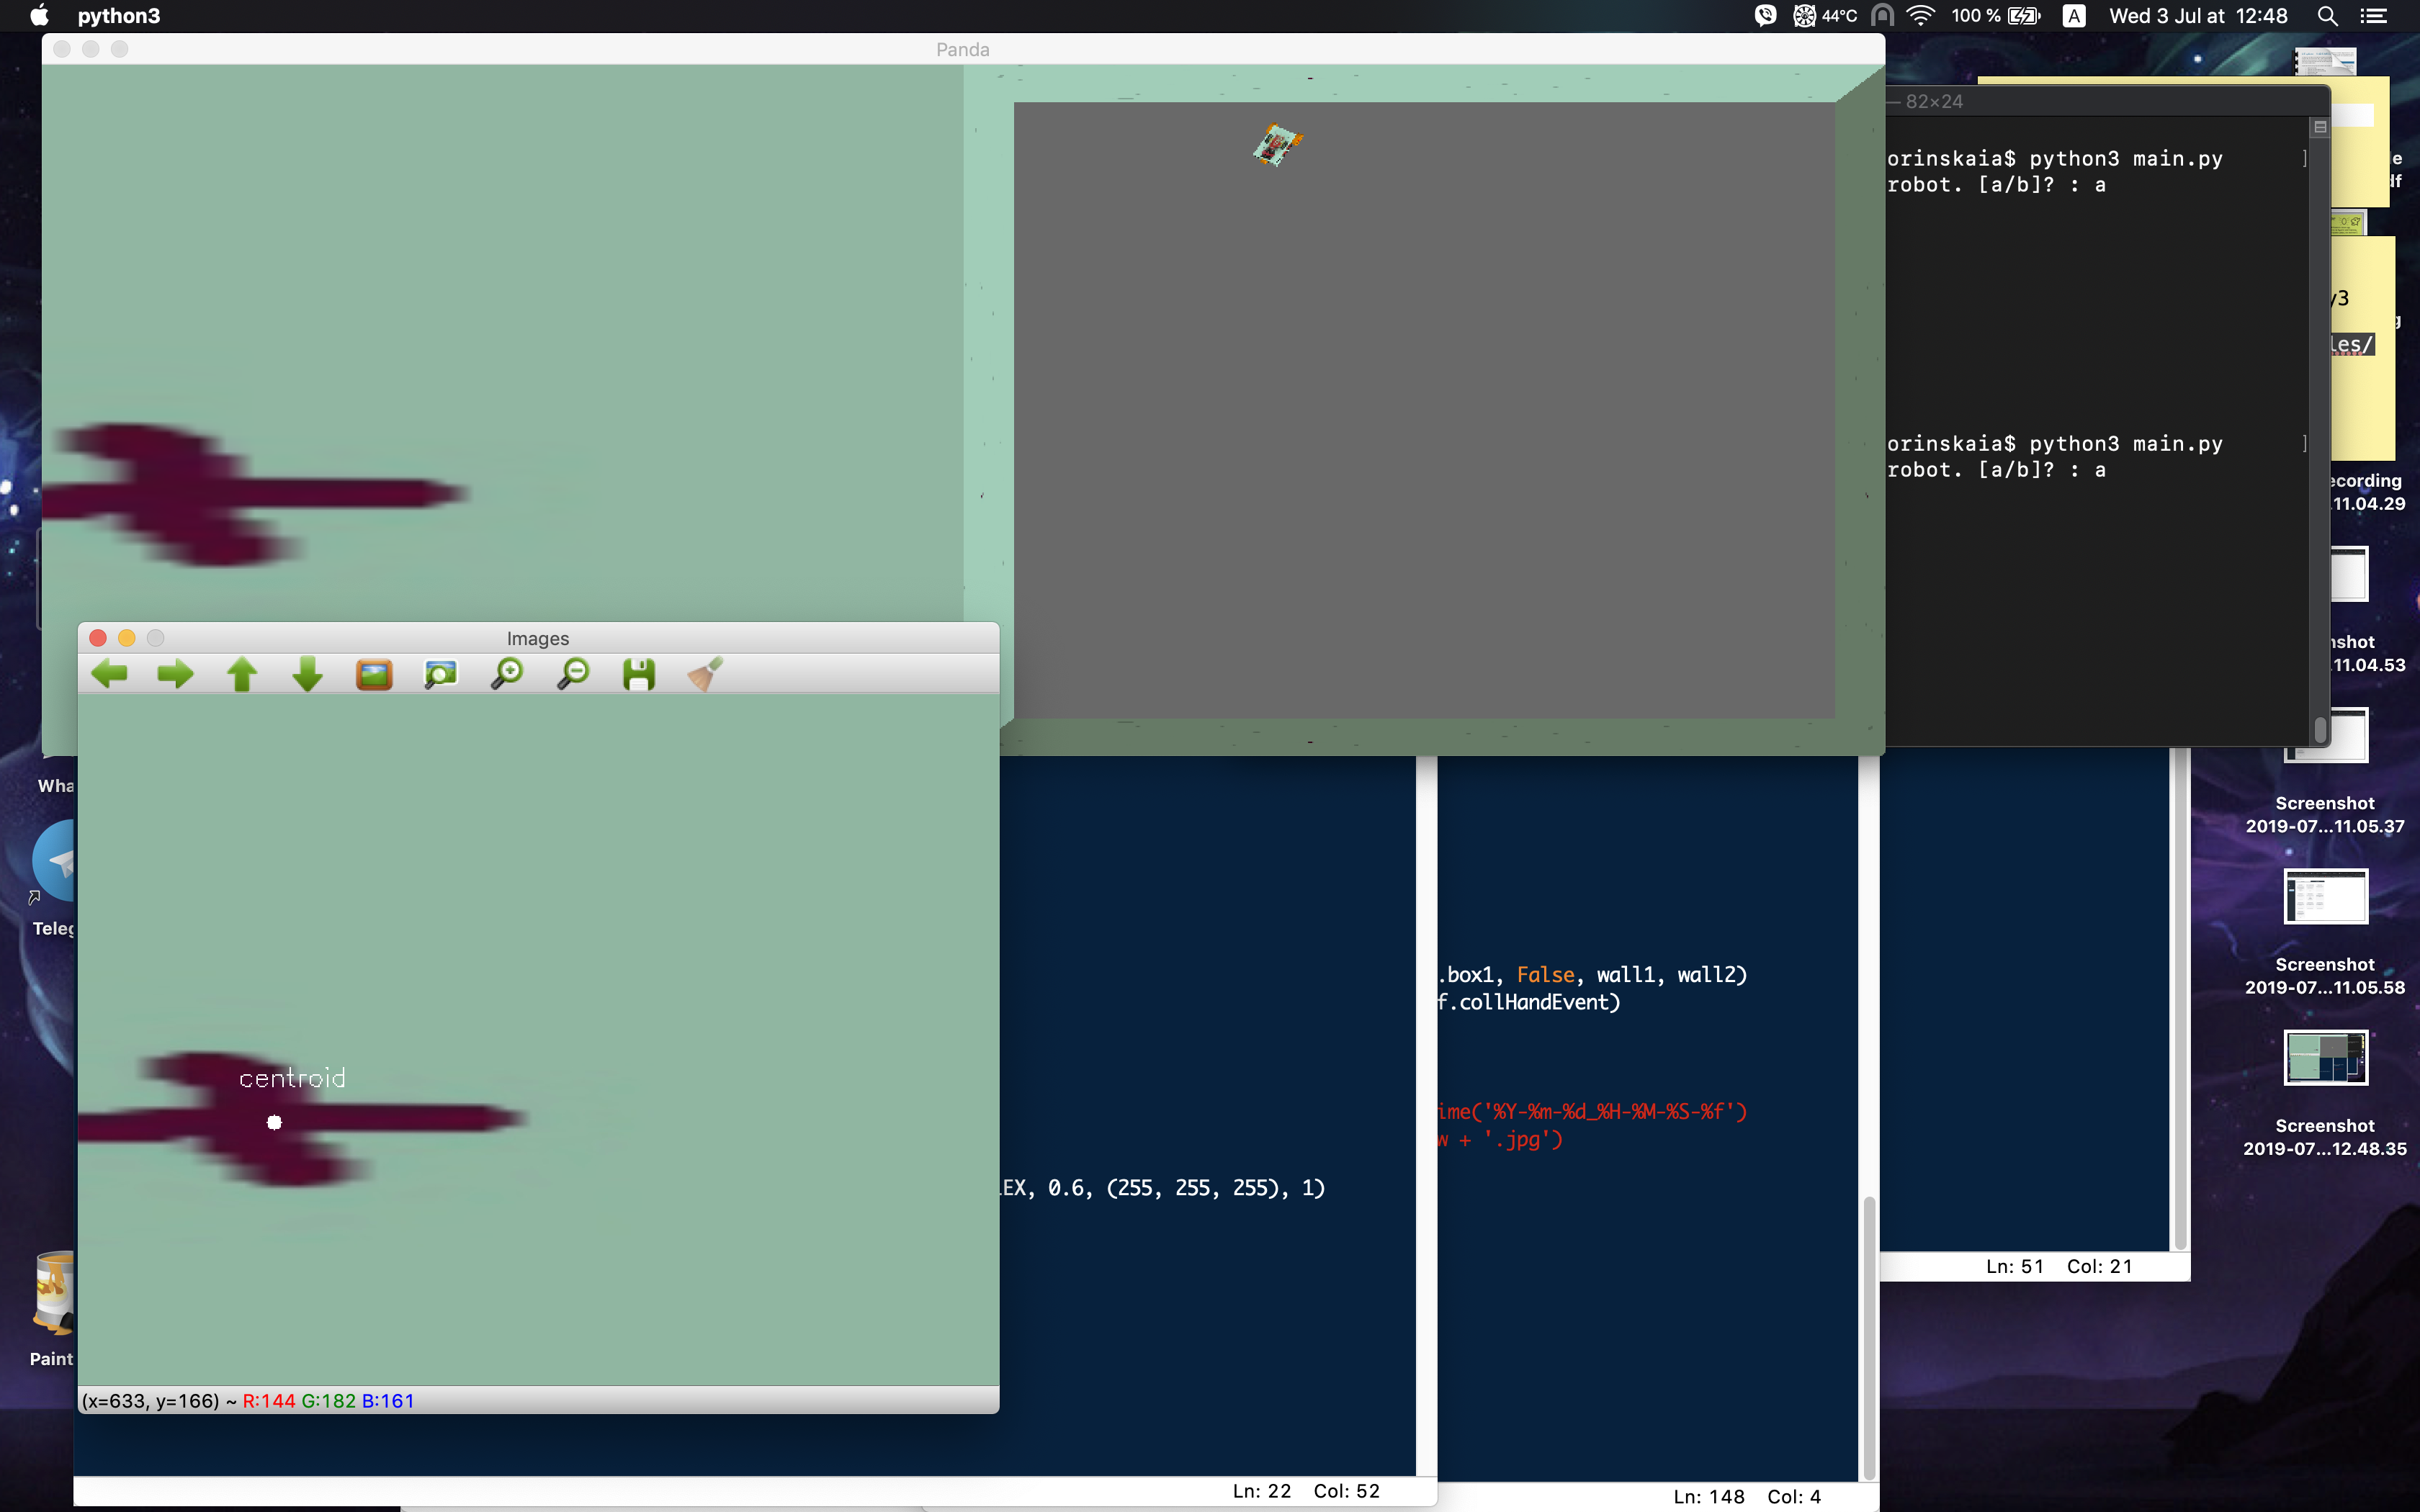 python3
44°C
100 %
A
Wed 3 Jul at 12:48
Panda
— 82×24
orinskaia$ python3 main.py ]
robot. [a/b]? : a
orinskaia$ python3 main.py ]
robot. [a/b]? : a
y3
les/
ecording
11.04.29
nshot
11.04.53
Screenshot
2019-07...11.05.37
Screenshot
2019-07...11.05.58
Screenshot
2019-07...12.48.35
Wha
Teleg
Paint
Images
centroid
(x=633, y=166) ~ R:144 G:182 B:161
.box1, False, wall1, wall2)
f.collHandEvent)
ime('%Y-%m-%d_%H-%M-%S-%f')
w + '.jpg')
EX, 0.6, (255, 255, 255), 1)
Ln: 51 Col: 21
Ln: 22 Col: 52
Ln: 148 Col: 4